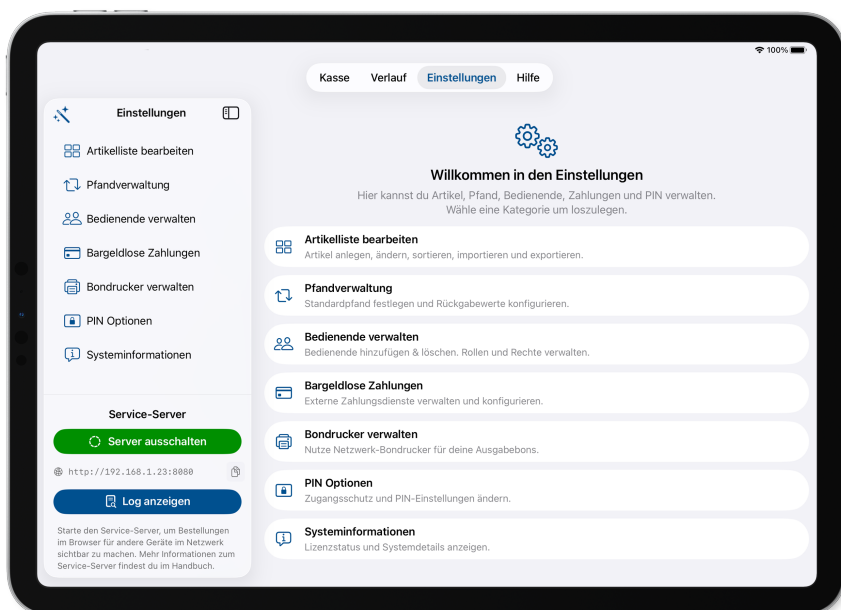 100%
Kasse Verlauf Einstellungen Hilfe
Einstellungen
Artikelliste bearbeiten
Pfandverwaltung
Bedienende verwalten
Bargeldlose Zahlungen
Bondrucker verwalten
PIN Optionen
Systeminformationen
Service-Server
Server ausschalten
http://192.168.1.23:8080
Log anzeigen
Starte den Service-Server, um Bestellungen
im Browser für andere Geräte im Netzwerk
sichtbar zu machen. Mehr Informationen zum
Service-Server findest du im Handbuch.
Willkommen in den Einstellungen
Hier kannst du Artikel, Pfand, Bedienende, Zahlungen und PIN verwalten.
Wähle eine Kategorie um loszulegen.
Artikelliste bearbeiten
Artikel anlegen, ändern, sortieren, importieren und exportieren.
Pfandverwaltung
Standardpfand festlegen und Rückgabewerte konfigurieren.
Bedienende verwalten
Bedienende hinzufügen & löschen. Rollen und Rechte verwalten.
Bargeldlose Zahlungen
Externe Zahlungsdienste verwalten und konfigurieren.
Bondrucker verwalten
Nutze Netzwerk-Bondrucker für deine Ausgabebons.
PIN Optionen
Zugangsschutz und PIN-Einstellungen ändern.
Systeminformationen
Lizenzstatus und Systemdetails anzeigen.